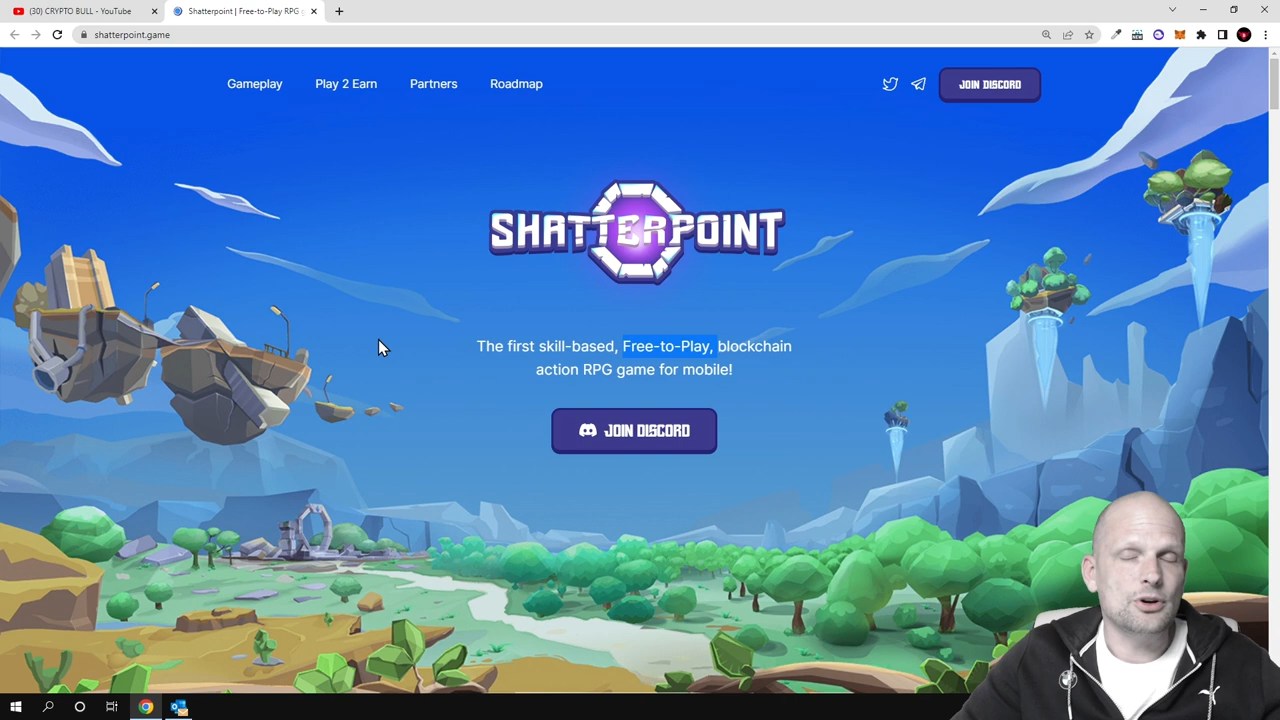 (30) CRYPTO BULL - YouTube
Shatterpoint | Free-to-Play RPG g
shatterpoint.game
Gameplay
Play 2 Earn
Partners
Roadmap
JOIN DISCORD
SHATTERPOINT
The first skill-based, Free-to-Play, blockchain
action RPG game for mobile!
JOIN DISCORD